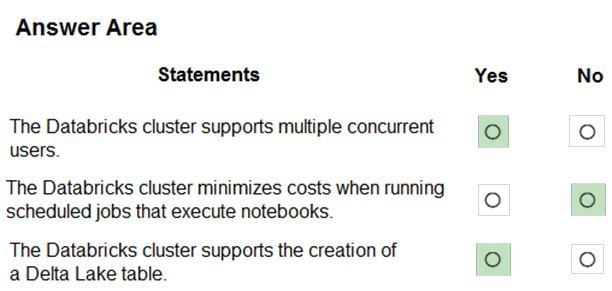 Answer Area
Statements Yes No
The Databricks cluster supports multiple concurrent
users.
The Databricks cluster minimizes costs when running
scheduled jobs that execute notebooks.
The Databricks cluster supports the creation of
a Delta Lake table.